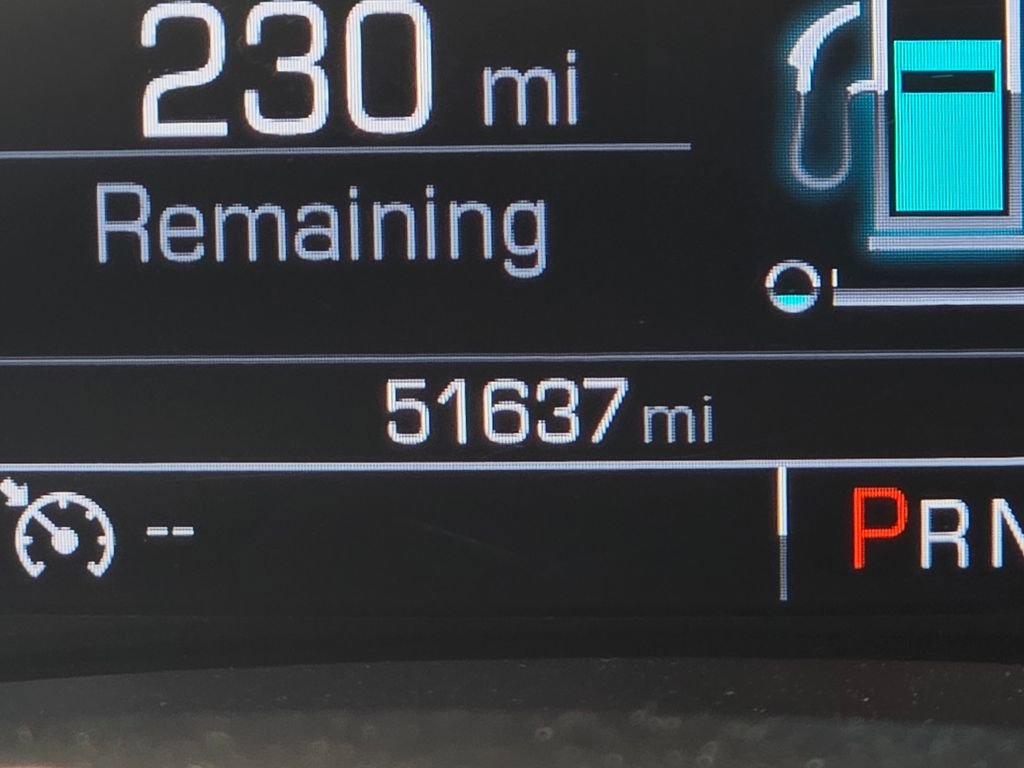 230 mi
Remaining
51637 mi
--
PRN